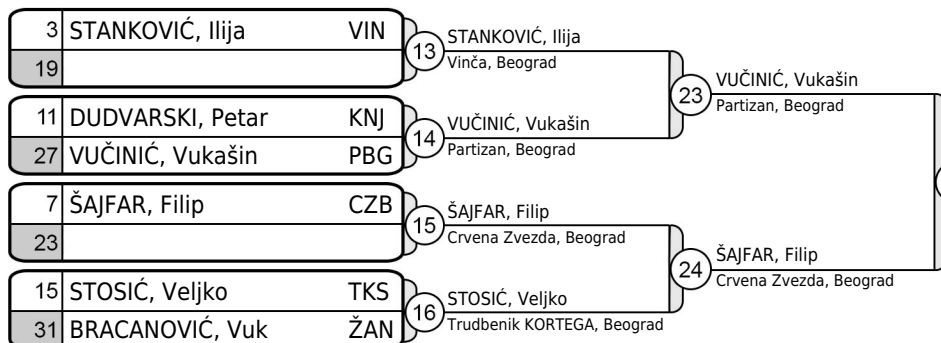 3 STANKOVIĆ, Ilija VIN
19
13
STANKOVIĆ, Ilija
Vinča, Beograd
11 DUDVARSKI, Petar KNJ
27 VUČINIĆ, Vukašin PBG
14
VUČINIĆ, Vukašin
Partizan, Beograd
23
VUČINIĆ, Vukašin
Partizan, Beograd
7 ŠAJFAR, Filip CZB
23
15
ŠAJFAR, Filip
Crvena Zvezda, Beograd
15 STOSIĆ, Veljko TKS
31 BRACANOVIĆ, Vuk ŽAN
16
STOSIĆ, Veljko
Trudbenik KORTEGA, Beograd
24
ŠAJFAR, Filip
Crvena Zvezda, Beograd